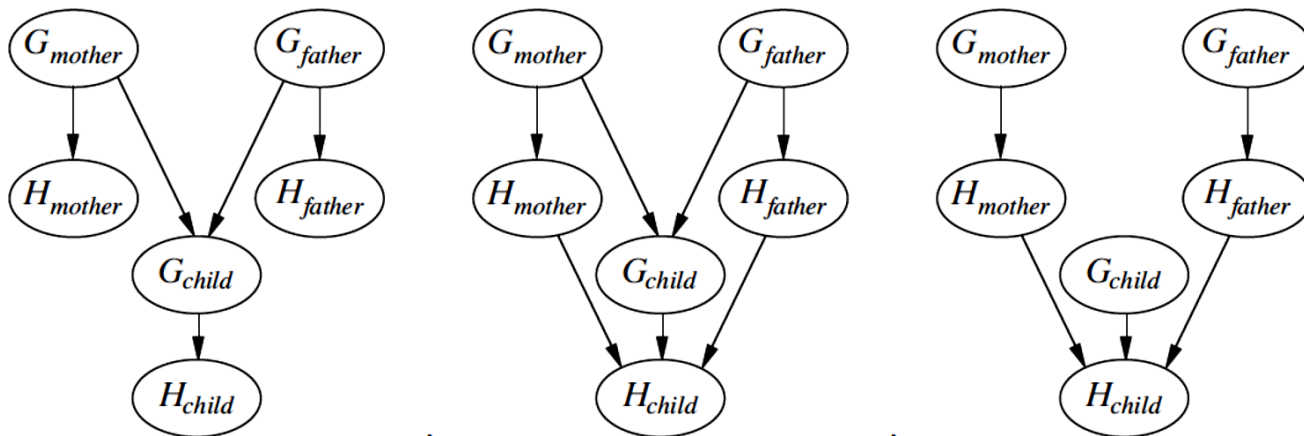 G_mother G_father G_mother G_father G_mother G_father
H_mother H_father H_mother H_father H_mother H_father
G_child G_child G_child
H_child H_child H_child